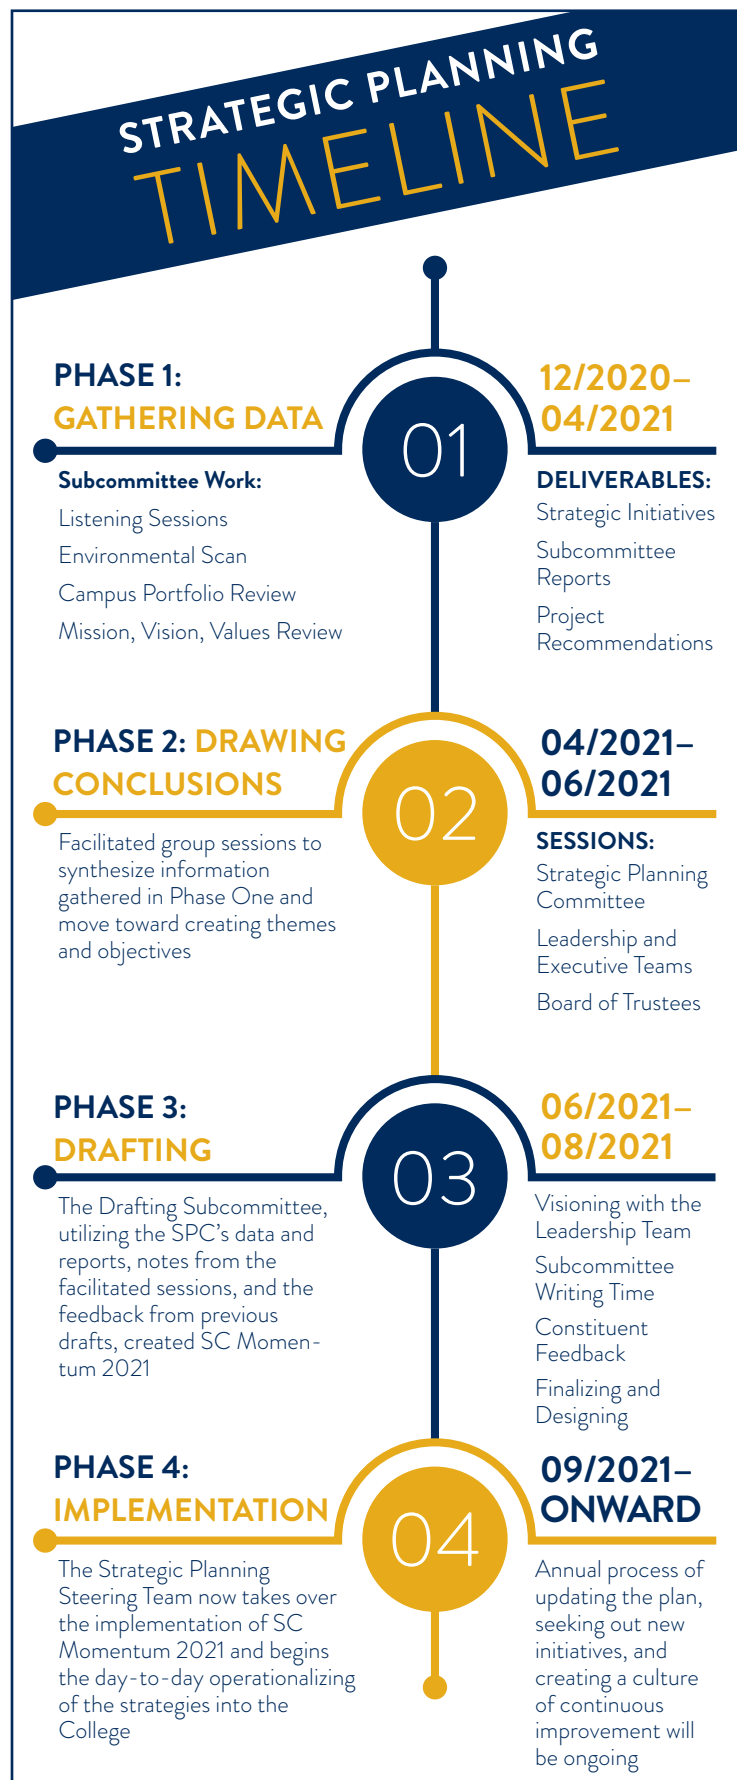 STRATEGIC PLANNING
TIMELINE
PHASE 1:
GATHERING DATA
01
12/2020–
04/2021
Subcommittee Work:
Listening Sessions
Environmental Scan
Campus Portfolio Review
Mission, Vision, Values Review
DELIVERABLES:
Strategic Initiatives
Subcommittee
Reports
Project
Recommendations
PHASE 2: DRAWING
CONCLUSIONS
02
04/2021–
06/2021
Facilitated group sessions to
synthesize information
gathered in Phase One and
move toward creating themes
and objectives
SESSIONS:
Strategic Planning
Committee
Leadership and
Executive Teams
Board of Trustees
PHASE 3:
DRAFTING
03
06/2021–
08/2021
The Drafting Subcommittee,
utilizing the SPC’s data and
reports, notes from the
facilitated sessions, and the
feedback from previous
drafts, created SC Momen-
tum 2021
Visioning with the
Leadership Team
Subcommittee
Writing Time
Constituent
Feedback
Finalizing and
Designing
PHASE 4:
IMPLEMENTATION
04
09/2021–
ONWARD
The Strategic Planning
Steering Team now takes over
the implementation of SC
Momentum 2021 and begins
the day-to-day operationalizing
of the strategies into the
College
Annual process of
updating the plan,
seeking out new
initiatives, and
creating a culture
of continuous
improvement will
be ongoing